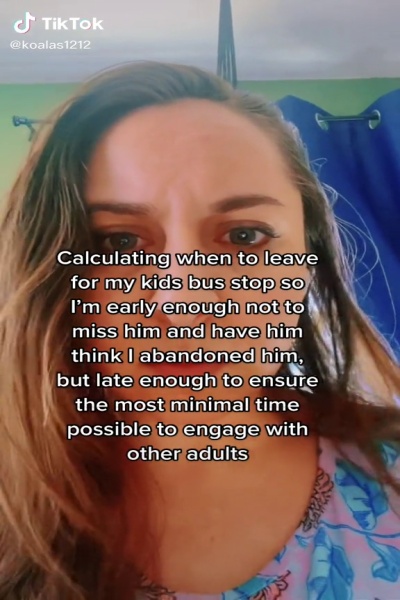 TikTok
@koalas1212
Calculating when to leave
for my kids bus stop so
I'm early enough not to
miss him and have him
think I abandoned him,
but late enough to ensure
the most minimal time
possible to engage with
other adults